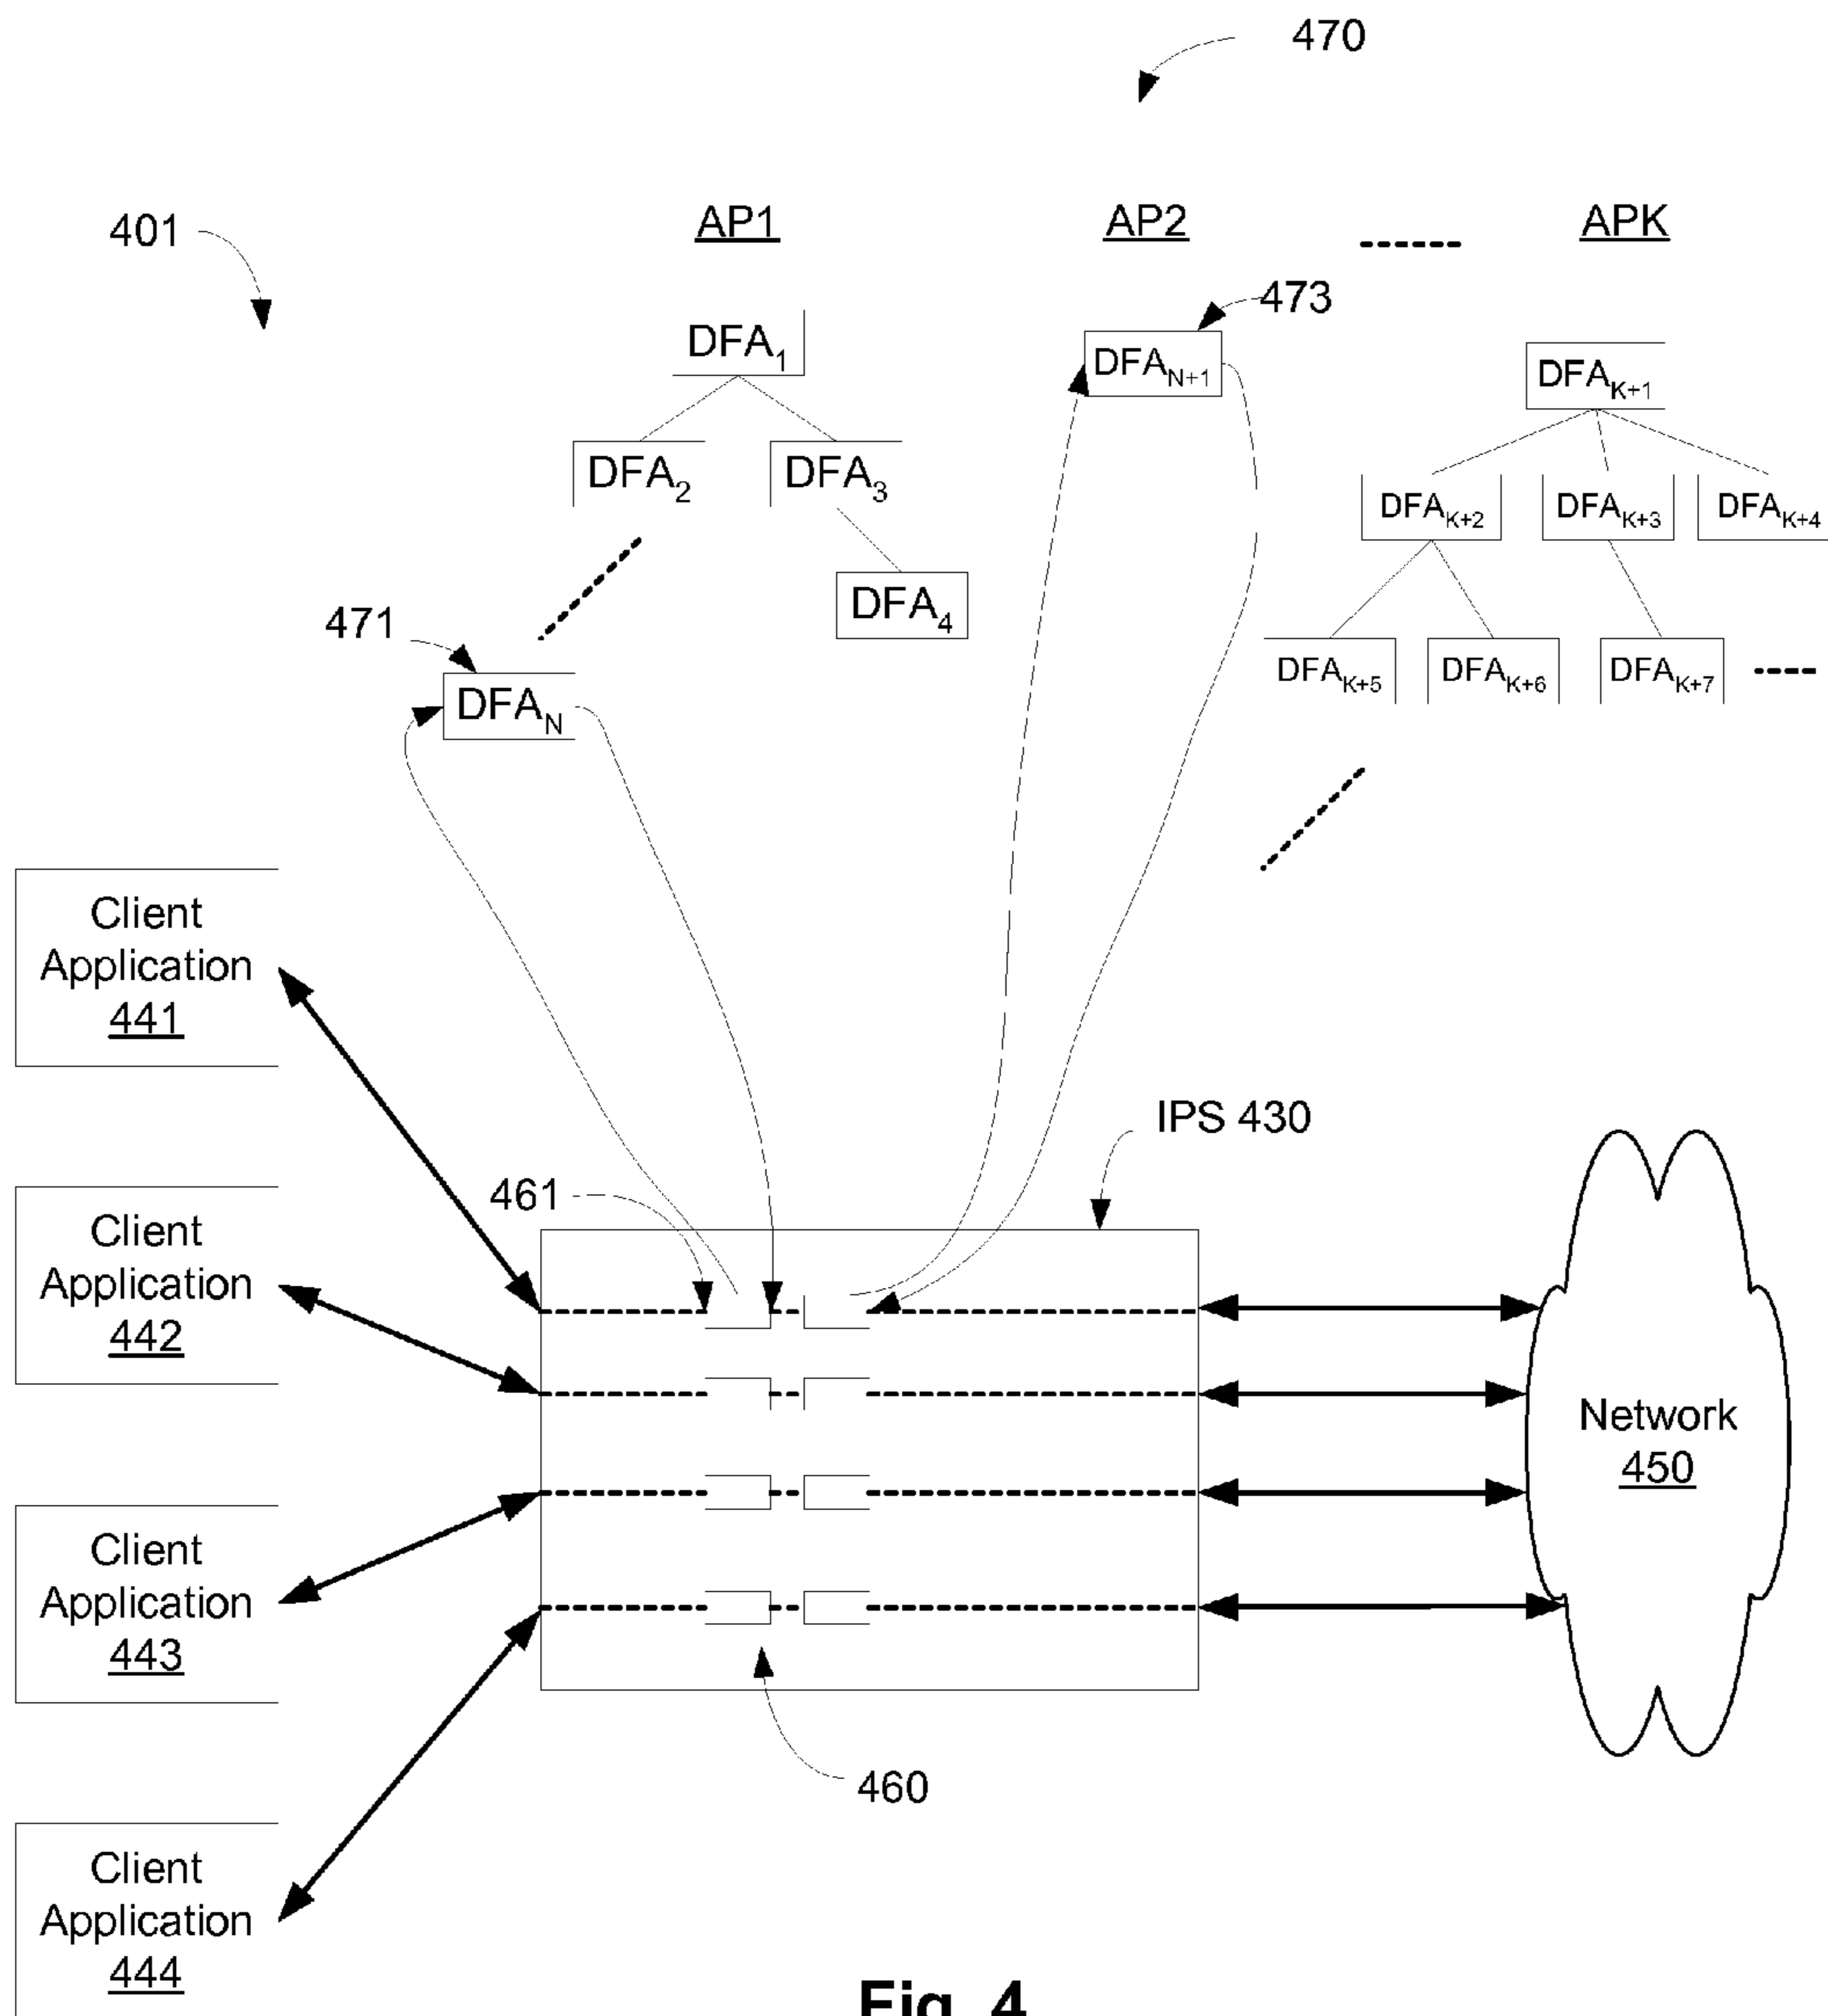 470
401
AP1
AP2
APK
473
DFA1
DFAN+1
DFAK+1
DFA2
DFA3
DFAK+2
DFAK+3
DFAK+4
DFA4
471
DFAK+5
DFAK+6
DFAK+7
DFAN
Client
Application
441
IPS 430
461
Client
Application
442
Network
450
Client
Application
443
460
Client
Application
444
Fig. 4